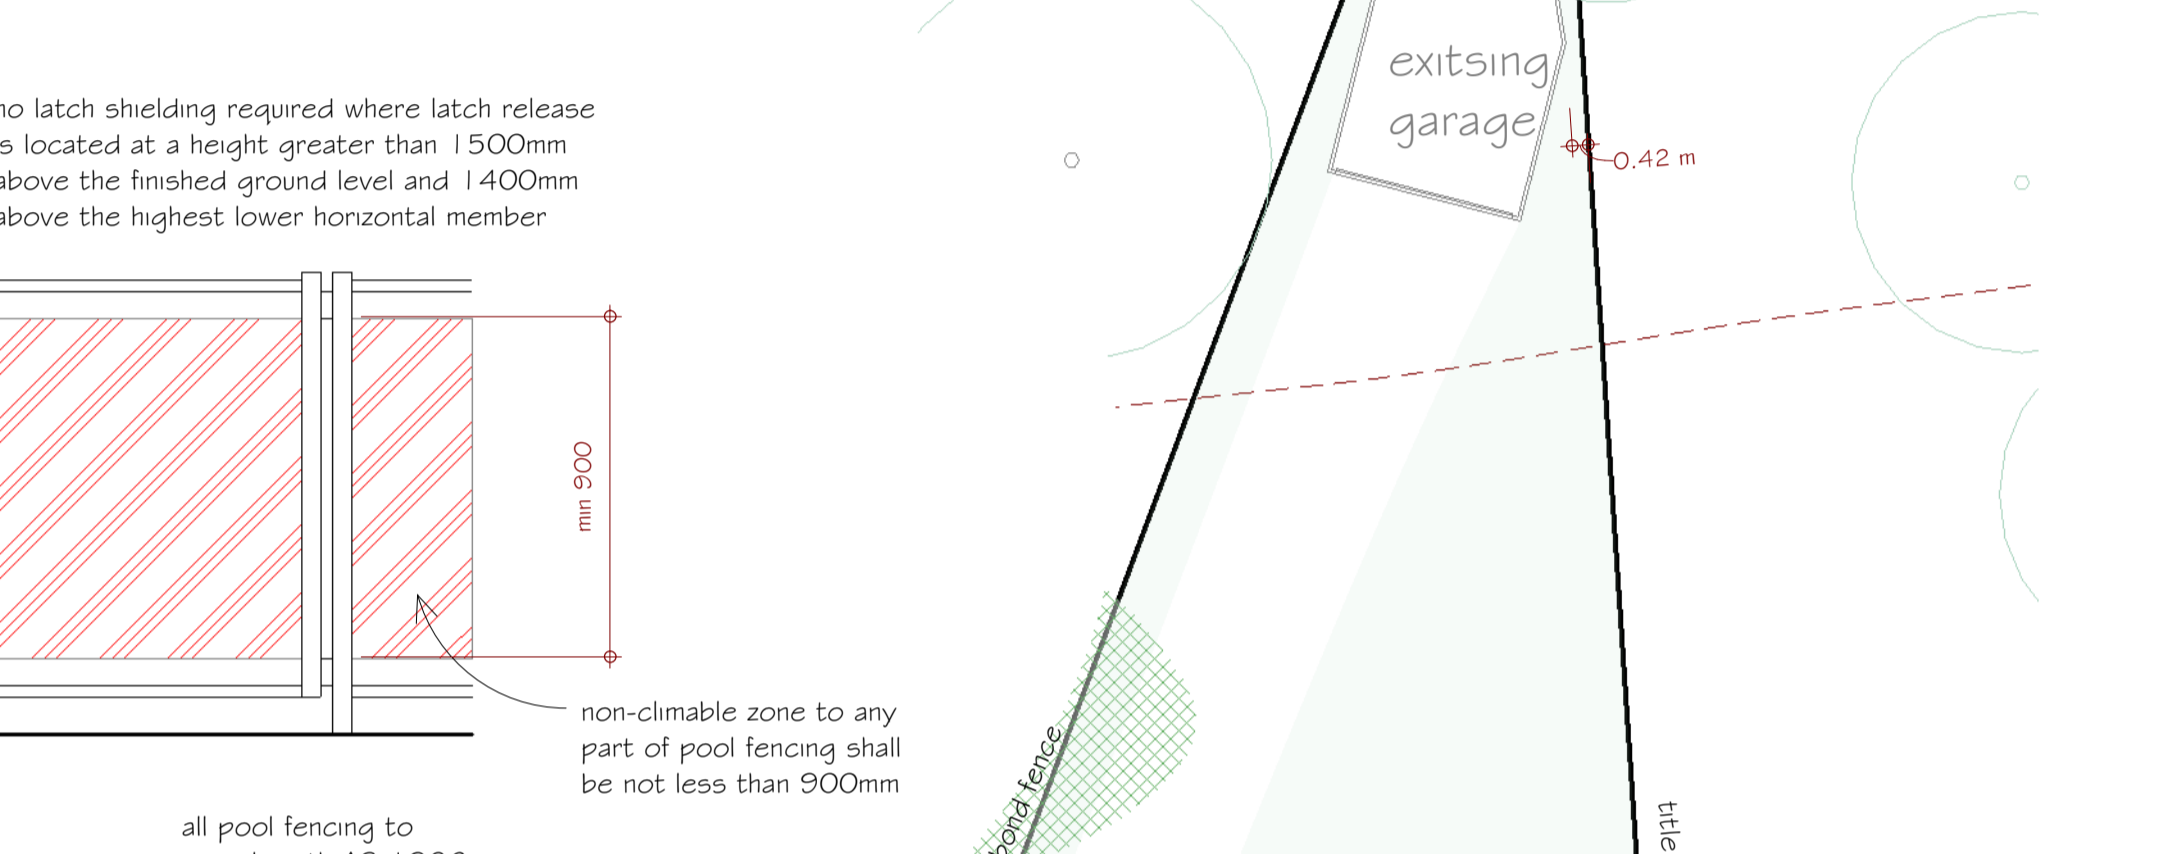 no latch shielding required where latch release
s located at a height greater than 1500mm
above the finished ground level and 1400mm
above the highest lower horizontal member
min 900
non-climable zone to any
part of pool fencing shall
be not less than 900mm
all pool fencing to
exitsing
garage
0.42 m
bond fence
title